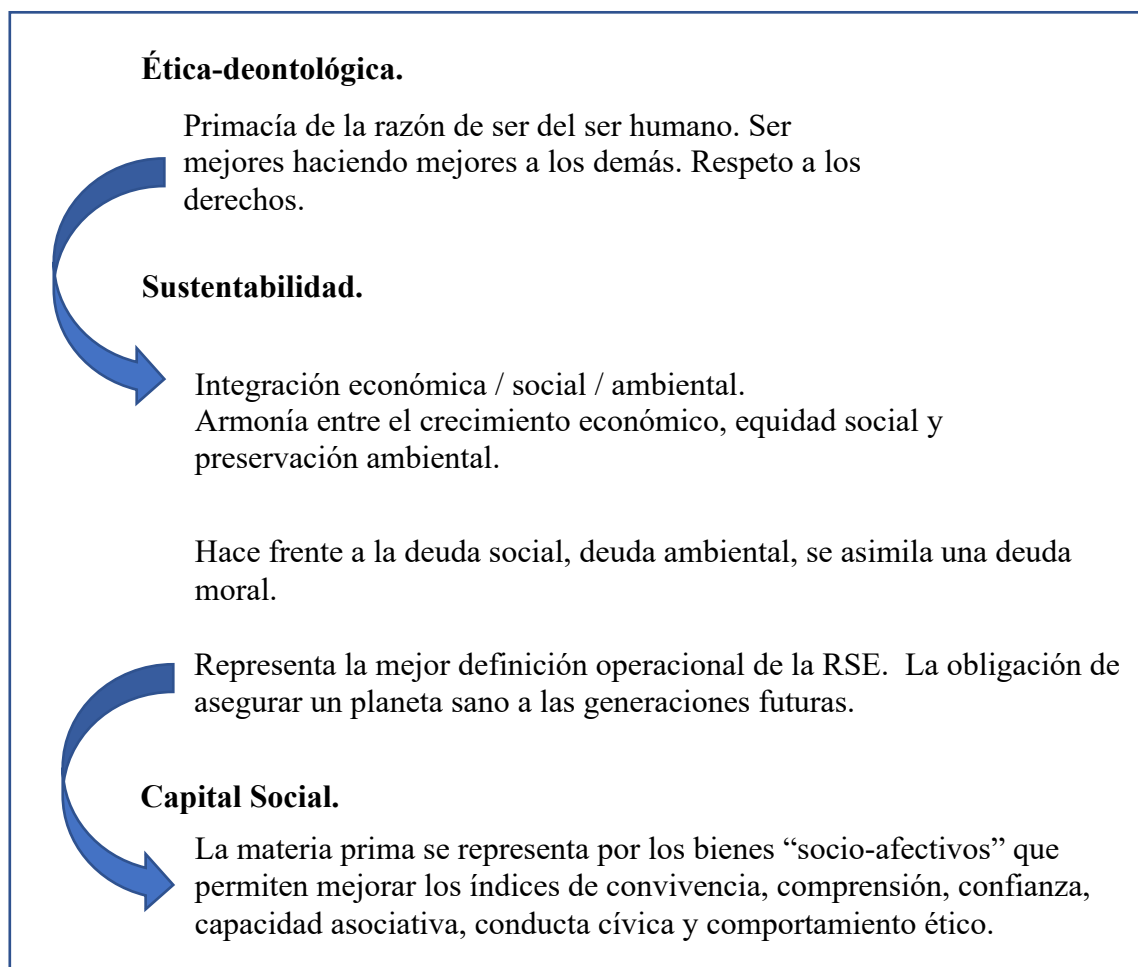 Ética-deontológica.
Primacía de la razón de ser del ser humano. Ser
mejores haciendo mejores a los demás. Respeto a los
derechos.
Sustentabilidad.
Integración económica / social / ambiental.
Armonía entre el crecimiento económico, equidad social y
preservación ambiental.
Hace frente a la deuda social, deuda ambiental, se asimila una deuda
moral.
Representa la mejor definición operacional de la RSE.  La obligación de
asegurar un planeta sano a las generaciones futuras.
Capital Social.
La materia prima se representa por los bienes “socio-afectivos” que
permiten mejorar los índices de convivencia, comprensión, confianza,
capacidad asociativa, conducta cívica y comportamiento ético.